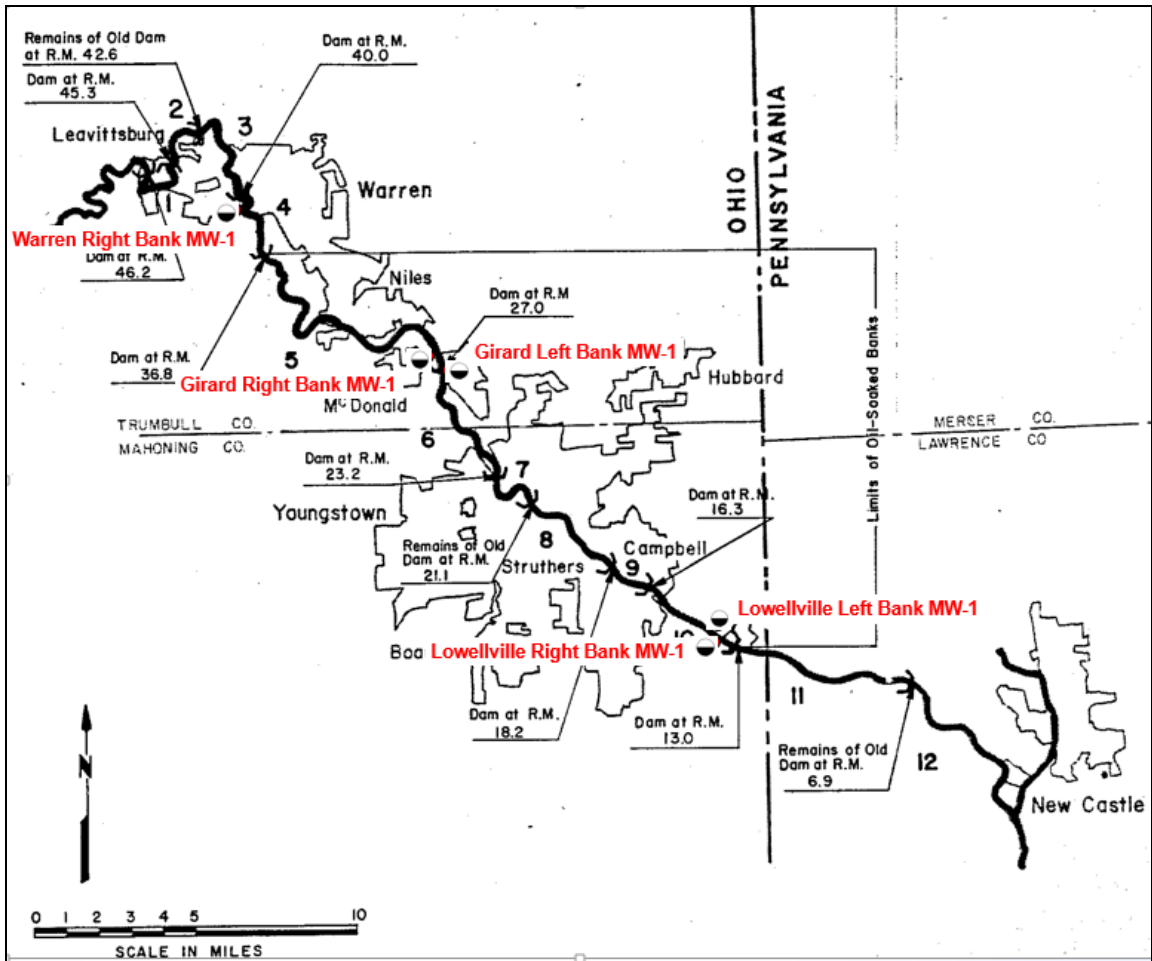 Remains of Old Dam
at R.M. 42.6
Dam at R.M.
40.0
Dam at R.M.
45.3
2
3
Leavittsburg
Warren
1
4
Warren Right Bank MW-1
Dam at R.M.
46.2
OHIO
PENNSYLVANIA
Niles
Dam at R.M
27.0
Limits of Oil-Soaked Banks
5
Dam at R.M.
36.8
Girard Left Bank MW-1
Girard Right Bank MW-1
Hubbard
McDonald
TRUMBULL CO.
MAHONING CO.
MERCER CO.
LAWRENCE CO
6
Dam at R.M.
23.2
7
Youngstown
Dam at R.M.
16.3
8
Remains of Old
Dam at R.M.
21.1
Campbell
Struthers
9
Lowellville Left Bank MW-1
10
Boa
Lowellville Right Bank MW-1
11
Dam at R.M.
18.2
Dam at R.M.
13.0
Remains of Old
Dam at R.M.
6.9
12
New Castle
N
0 1 2 3 4 5 10
SCALE IN MILES